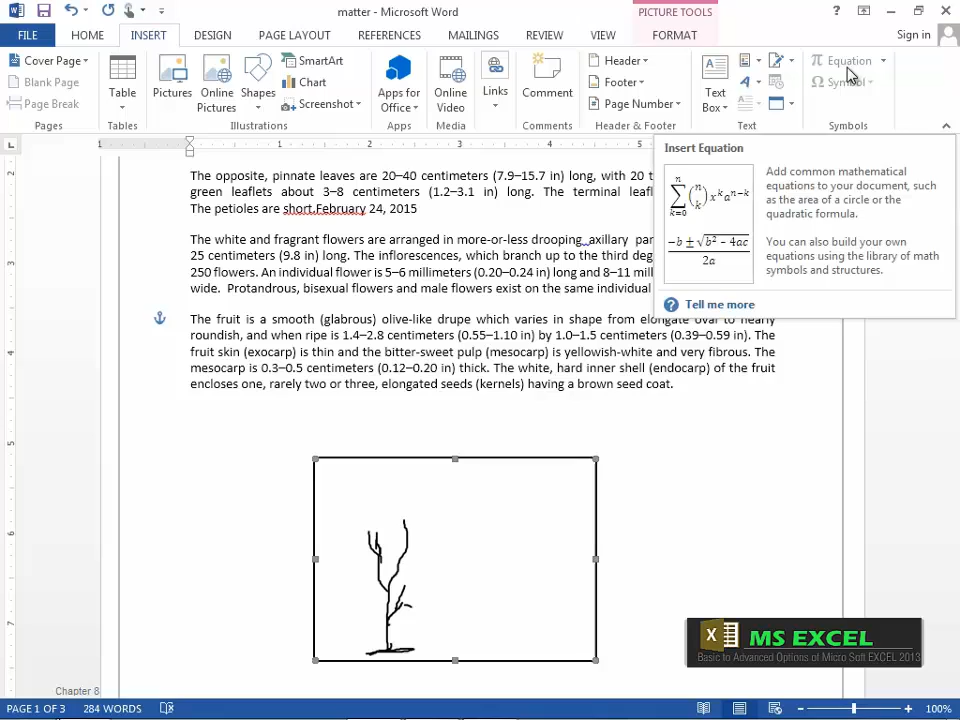 matter - Microsoft Word
PICTURE TOOLS
FILE HOME INSERT DESIGN PAGE LAYOUT REFERENCES MAILINGS REVIEW VIEW FORMAT Sign in
Cover Page
Blank Page
Page Break
Pages
Table
Tables
Pictures
Online Pictures
Shapes
SmartArt
Chart
Screenshot
Illustrations
Apps for Office
Apps
Online Video
Media
Links
Comment
Comments
Header
Footer
Page Number
Header & Footer
Text Box
Text
Equation
Symbol
Symbols
Insert Equation
Add common mathematical
equations to your document, such
as the area of a circle or the
quadratic formula.
You can also build your own
equations using the library of math
symbols and structures.
Tell me more
The opposite, pinnate leaves are 20–40 centimeters (7.9–15.7 in) long, with 20 t
green leaflets about 3–8 centimeters (1.2–3.1 in) long. The terminal leafl
The petioles are short.February 24, 2015
The white and fragrant flowers are arranged in more-or-less drooping axillary pan
25 centimeters (9.8 in) long. The inflorescences, which branch up to the third deg
250 flowers. An individual flower is 5–6 millimeters (0.20–0.24 in) long and 8–11 mill
wide. Protandrous, bisexual flowers and male flowers exist on the same individual
The fruit is a smooth (glabrous) olive-like drupe which varies in shape from elongate oval to nearly
roundish, and when ripe is 1.4–2.8 centimeters (0.55–1.10 in) by 1.0–1.5 centimeters (0.39–0.59 in). The
fruit skin (exocarp) is thin and the bitter-sweet pulp (mesocarp) is yellowish-white and very fibrous. The
mesocarp is 0.3–0.5 centimeters (0.12–0.20 in) thick. The white, hard inner shell (endocarp) of the fruit
encloses one, rarely two or three, elongated seeds (kernels) having a brown seed coat.
MS EXCEL
Basic to Advanced Options of Micro Soft EXCEL 2013
Chapter 8
PAGE 1 OF 3 284 WORDS 100%